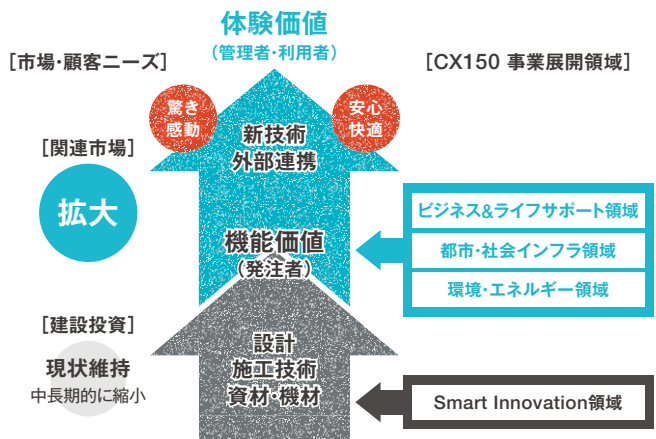 体験価値
(管理者・利用者)
[市場・顧客ニーズ]
[CX150 事業展開領域]
驚き
感動
安心
快適
新技術
外部連携
[関連市場]
拡大
機能価値
(発注者)
ビジネス&ライフサポート領域
都市・社会インフラ領域
環境・エネルギー領域
[建設投資]
現状維持
中長期的に縮小
設計
施工技術
資材・機材
Smart Innovation領域